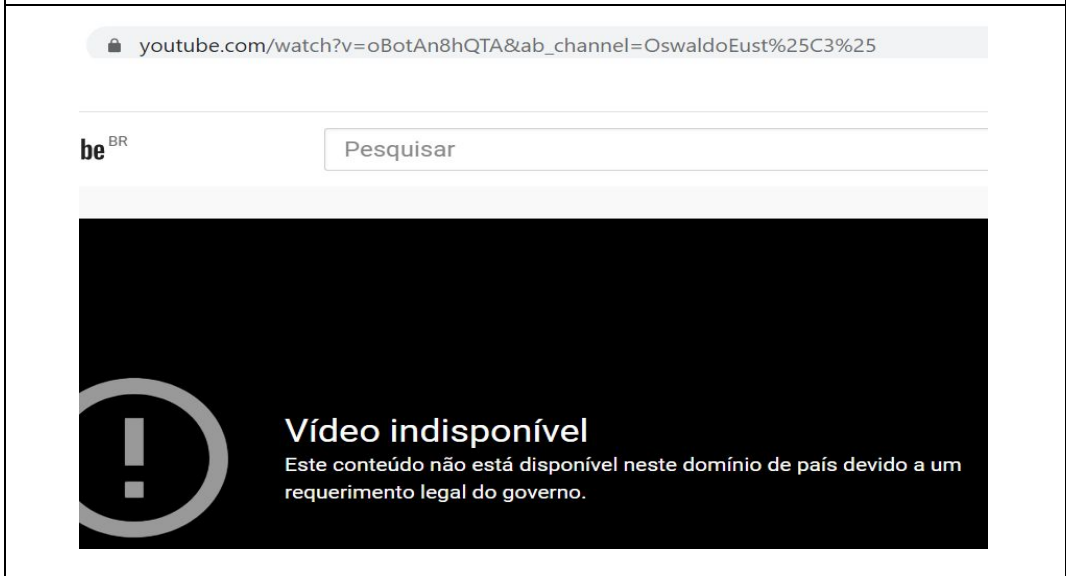 youtube.com/watch?v=oBotAn8hQTA&ab_channel=OswaldoEust%25C3%25
be BR
Pesquisar
Vídeo indisponível
Este conteúdo não está disponível neste domínio de país devido a um
requerimento legal do governo.